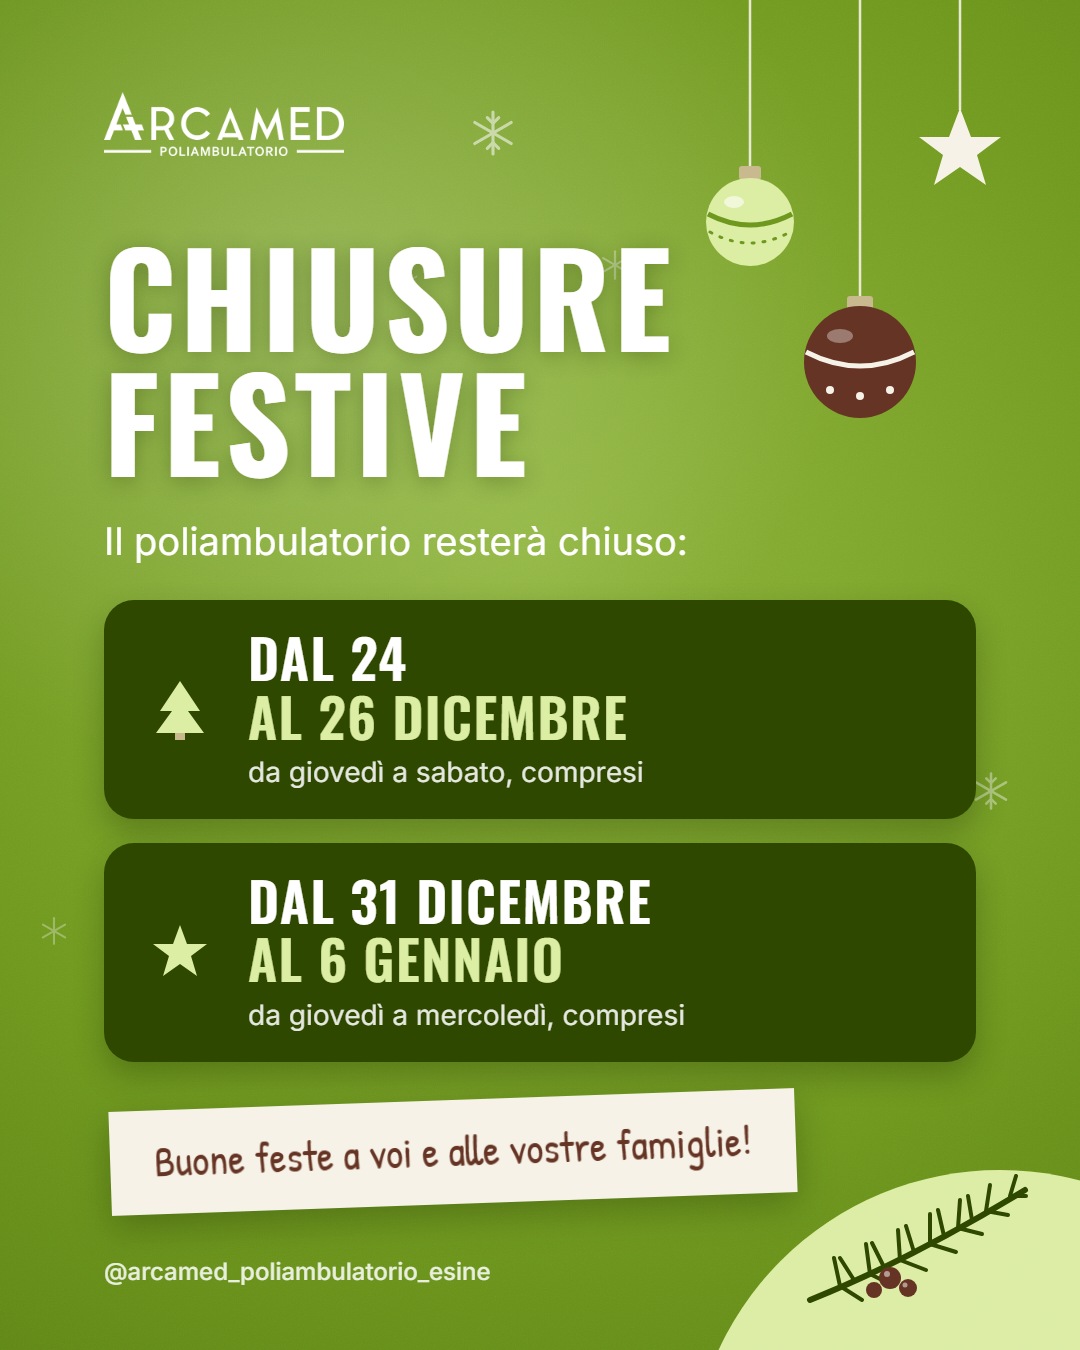 ARCAMED
POLIAMBULATORIO
CHIUSURE
FESTIVE
Il poliambulatorio resterà chiuso:
DAL 24
AL 26 DICEMBRE
da giovedì a sabato, compresi
DAL 31 DICEMBRE
AL 6 GENNAIO
da giovedì a mercoledì, compresi
Buone feste a voi e alle vostre famiglie!
@arcamed_poliambulatorio_esine